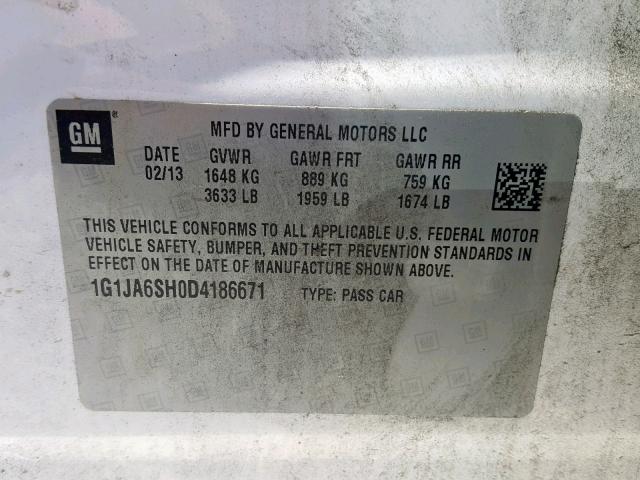 GM ®
MFD BY GENERAL MOTORS LLC
DATE GVWR GAWR FRT GAWR RR
02/13 1648 KG 889 KG 759 KG
3633 LB 1959 LB 1674 LB
THIS VEHICLE CONFORMS TO ALL APPLICABLE U.S. FEDERAL MOTOR
VEHICLE SAFETY, BUMPER, AND THEFT PREVENTION STANDARDS IN
EFFECT ON THE DATE OF MANUFACTURE SHOWN ABOVE.
1G1JA6SH0D4186671 TYPE: PASS CAR